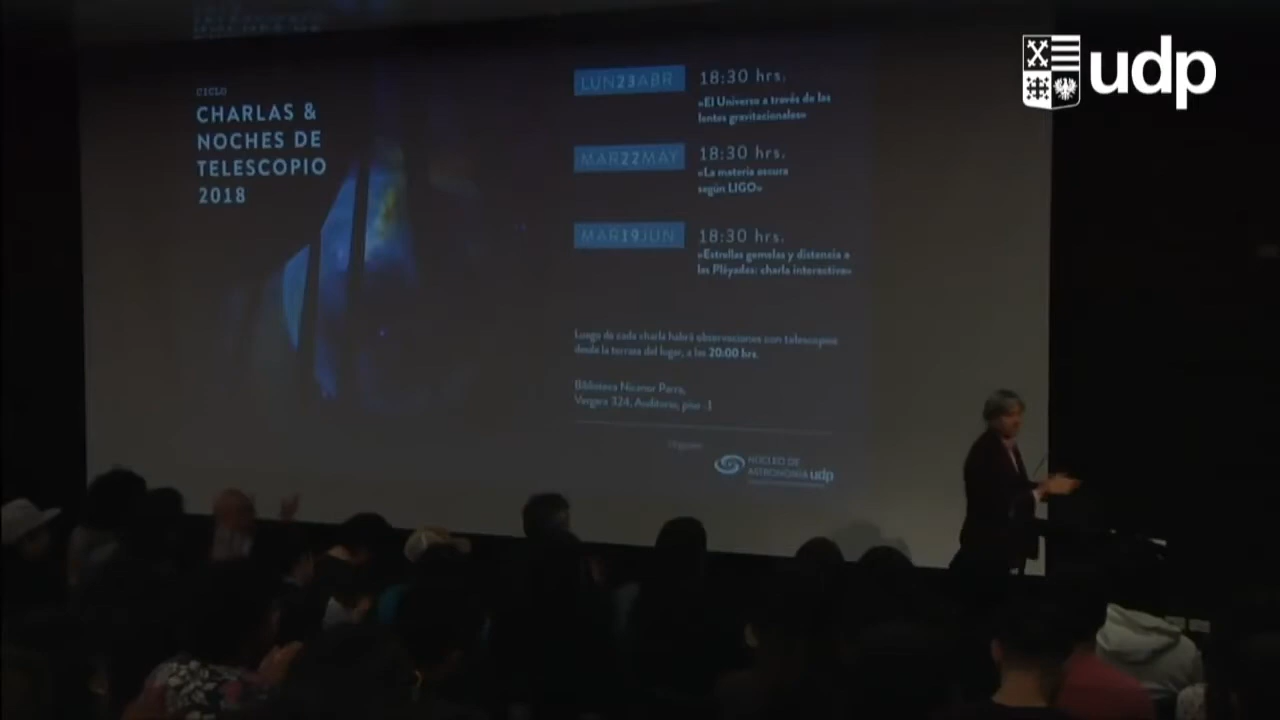 CICLO
CHARLAS &
NOCHES DE
TELESCOPIO
2018
LUN23ABR
18:30 hrs.
«El Universo a través de las
lentes gravitacionales»
MAR22MAY
18:30 hrs.
«La materia oscura
según LIGO»
MAR19JUN
18:30 hrs.
«Estrellas gemelas y distancia a
las Pléyades: charla interactiva»
Luego de cada charla habrá observaciones con telescopios
desde la terraza del lugar, a las 20:00 hrs.
Biblioteca Nicanor Parra,
Vergara 324, Auditorio, piso -1
NÚCLEO DE
ASTRONOMÍA udp
udp